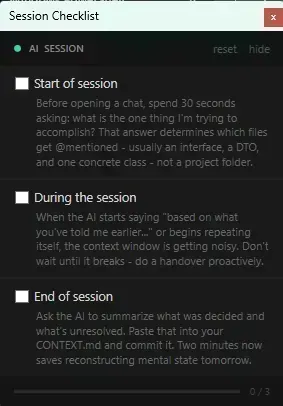 Session Checklist
x
AI SESSION
reset hide
Start of session
Before opening a chat, spend 30 seconds
asking: what is the one thing I'm trying to
accomplish? That answer determines which files
get @mentioned - usually an interface, a DTO,
and one concrete class - not a project folder.
During the session
When the AI starts saying "based on what
you've told me earlier..." or begins repeating
itself, the context window is getting noisy. Don't
wait until it breaks - do a handover proactively.
End of session
Ask the AI to summarize what was decided and
what's unresolved. Paste that into your
CONTEXT.md and commit it. Two minutes now
saves reconstructing mental state tomorrow.
0 / 3